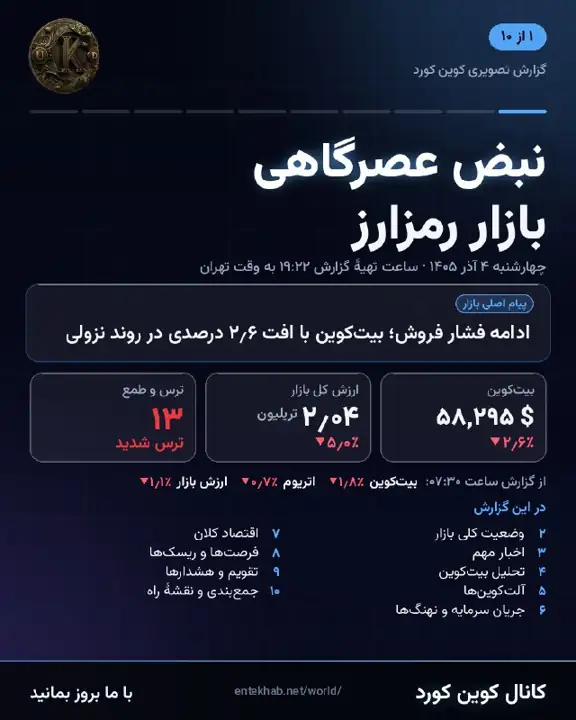 ۱ از ۱۰
گزارش تصویری کوین کورد
نبض عصرگاهی
بازار رمزارز
چهارشنبه ۴ آذر ۱۴۰۵ · ساعت تهیهٔ گزارش ۱۹:۲۲ به وقت تهران
پیام اصلی بازار
ادامه فشار فروش؛ بیت‌کوین با افت ۲٫۶ درصدی در روند نزولی
بیت‌کوین
۵۸,۲۹۵ $
▼۲٫۶٪
ارزش کل بازار
۲٫۰۴ تریلیون
▼۵٫۰٪
ترس و طمع
۱۳
ترس شدید
از گزارش ساعت ۰۷:۳۰: بیت‌کوین ▼۱٫۸٪ اتریوم ▼۰٫۷٪ ارزش بازار ▼۱٫۱٪
در این گزارش
۲ وضعیت کلی بازار
۳ اخبار مهم
۴ تحلیل بیت‌کوین
۵ آلت‌کوین‌ها
۶ جریان سرمایه و نهنگ‌ها
۷ اقتصاد کلان
۸ فرصت‌ها و ریسک‌ها
۹ تقویم و هشدارها
۱۰ جمع‌بندی و نقشهٔ راه
کانال کوین کورد
entekhab.net/world/
با ما بروز بمانید